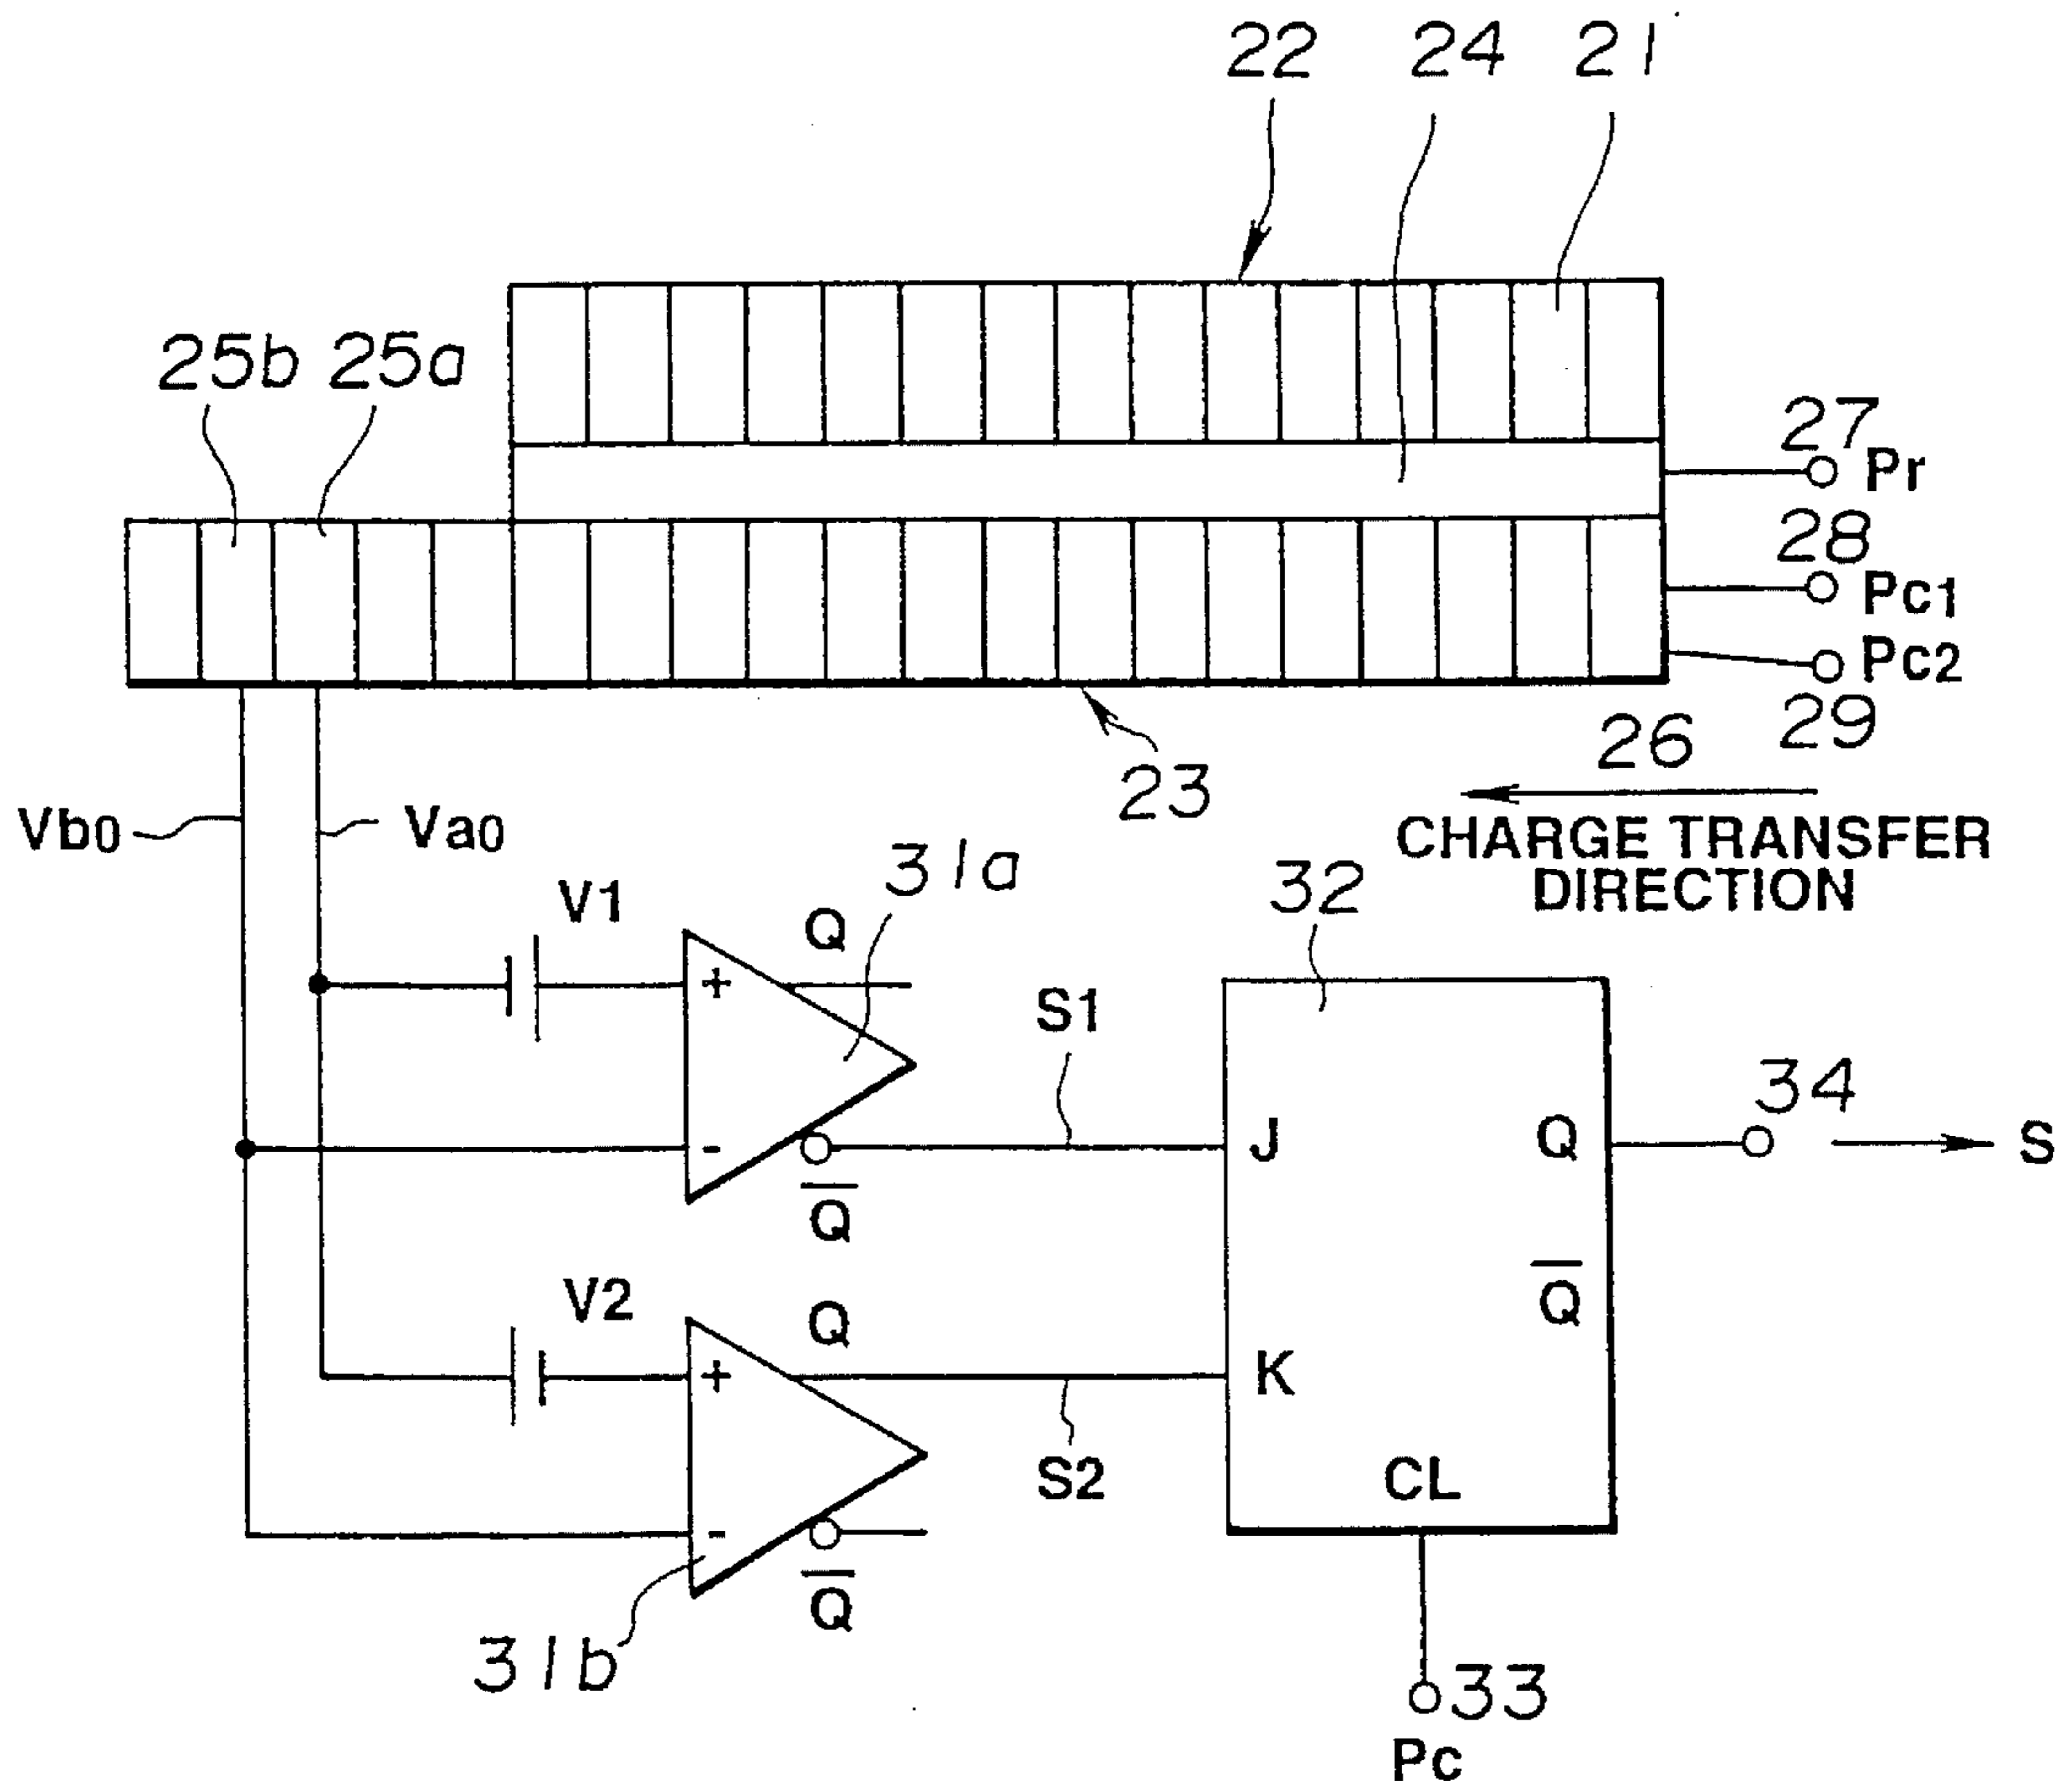 22 24 21
25b 25a
27
Pr
28
Pc1
Pc2
29
26
23
CHARGE TRANSFER
DIRECTION
Vb0 Va0
31a
32
V1 Q
+
S1
34
- J Q S
Q
V2 Q Q
+ K
S2 CL
-
Q
31b
33
Pc